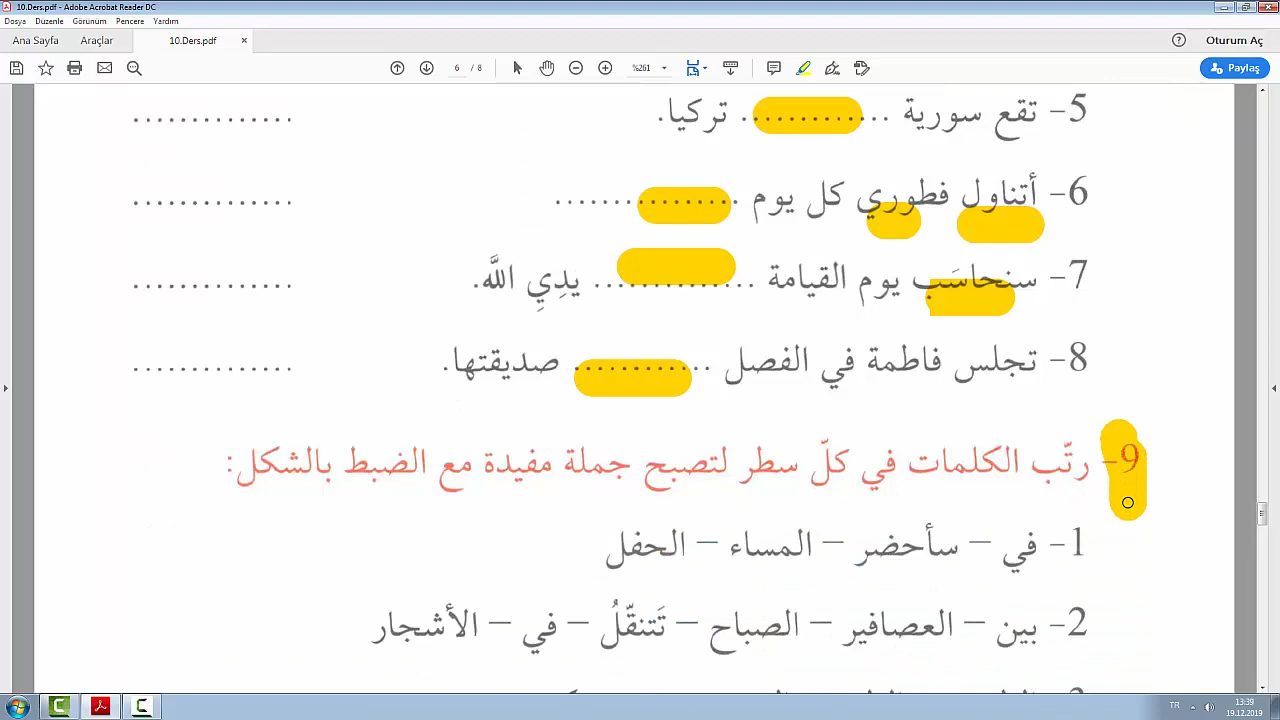 10.Ders.pdf - Adobe Acrobat Reader DC
Dosya Düzenle Görünüm Pencere Yardım
Ana Sayfa Araçlar 10.Ders.pdf × Oturum Aç
6 / 8 %261 Paylaş
5- تقع سورية .............. تركيا. ..............
6- أتناول فطوري كل يوم .................. ..............
7- سنحاسَب يوم القيامة .............. يدِيِ اللَّه. ..............
8- تجلس فاطمة في الفصل .............. صديقتها. ..............
9- رتّب الكلمات في كلّ سطر لتصبح جملة مفيدة مع الضبط بالشكل:
1- في – سأحضر – المساء – الحفل
2- بين – العصافير – الصباح – تَتنقّلُ – في – الأشجار
TR 13:39
19.12.2019